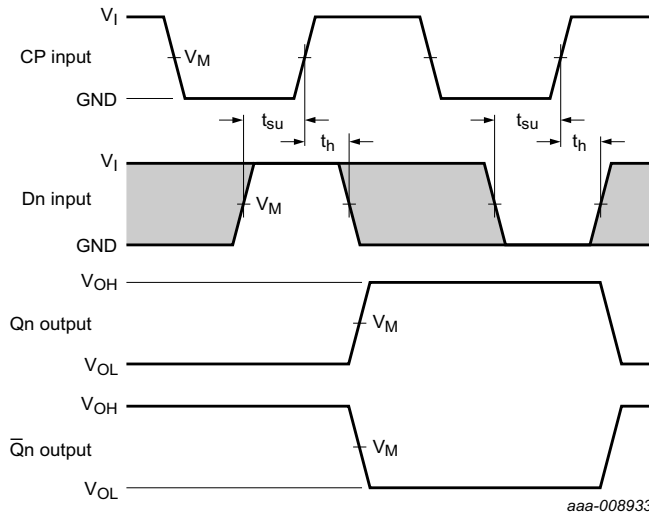 V_I
CP input
V_M
GND
t_su
t_su
t_h
t_h
V_I
Dn input
V_M
GND
V_OH
Qn output
V_M
V_OL
V_OH
Q̅n output
V_M
V_OL
aaa-008933